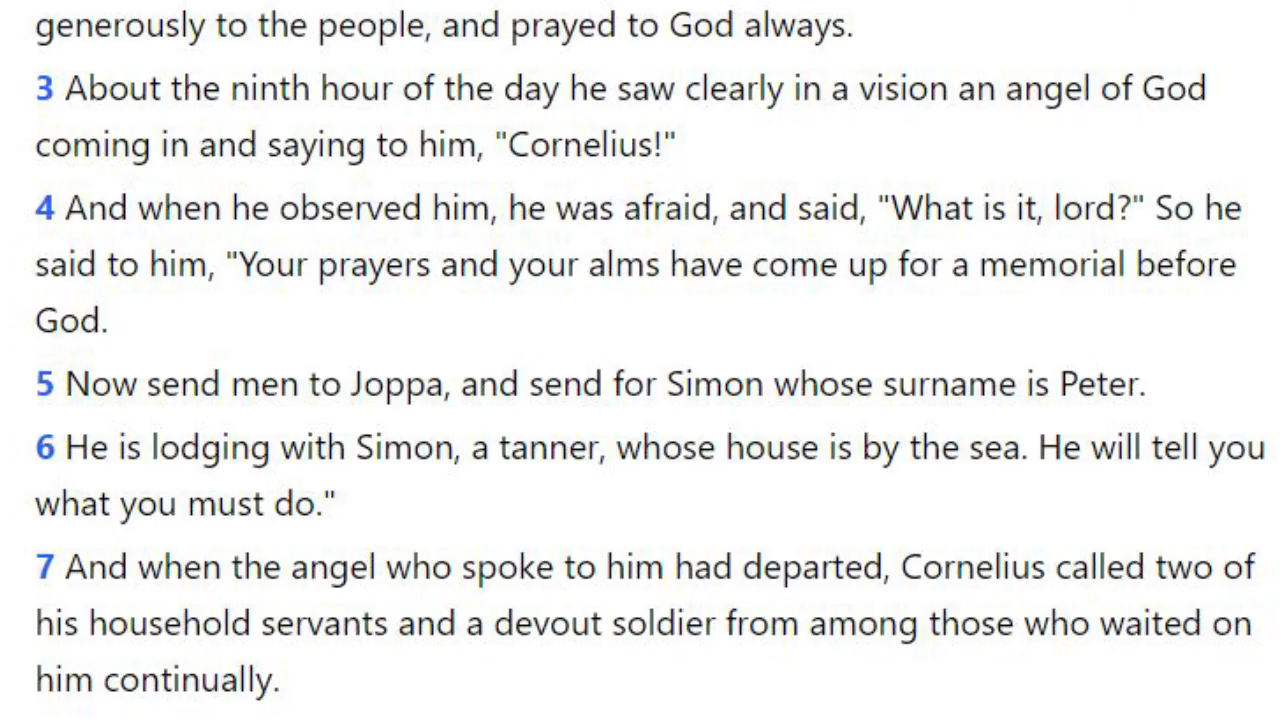 generously to the people, and prayed to God always.
3 About the ninth hour of the day he saw clearly in a vision an angel of God
coming in and saying to him, "Cornelius!"
4 And when he observed him, he was afraid, and said, "What is it, lord?" So he
said to him, "Your prayers and your alms have come up for a memorial before
God.
5 Now send men to Joppa, and send for Simon whose surname is Peter.
6 He is lodging with Simon, a tanner, whose house is by the sea. He will tell you
what you must do."
7 And when the angel who spoke to him had departed, Cornelius called two of
his household servants and a devout soldier from among those who waited on
him continually.